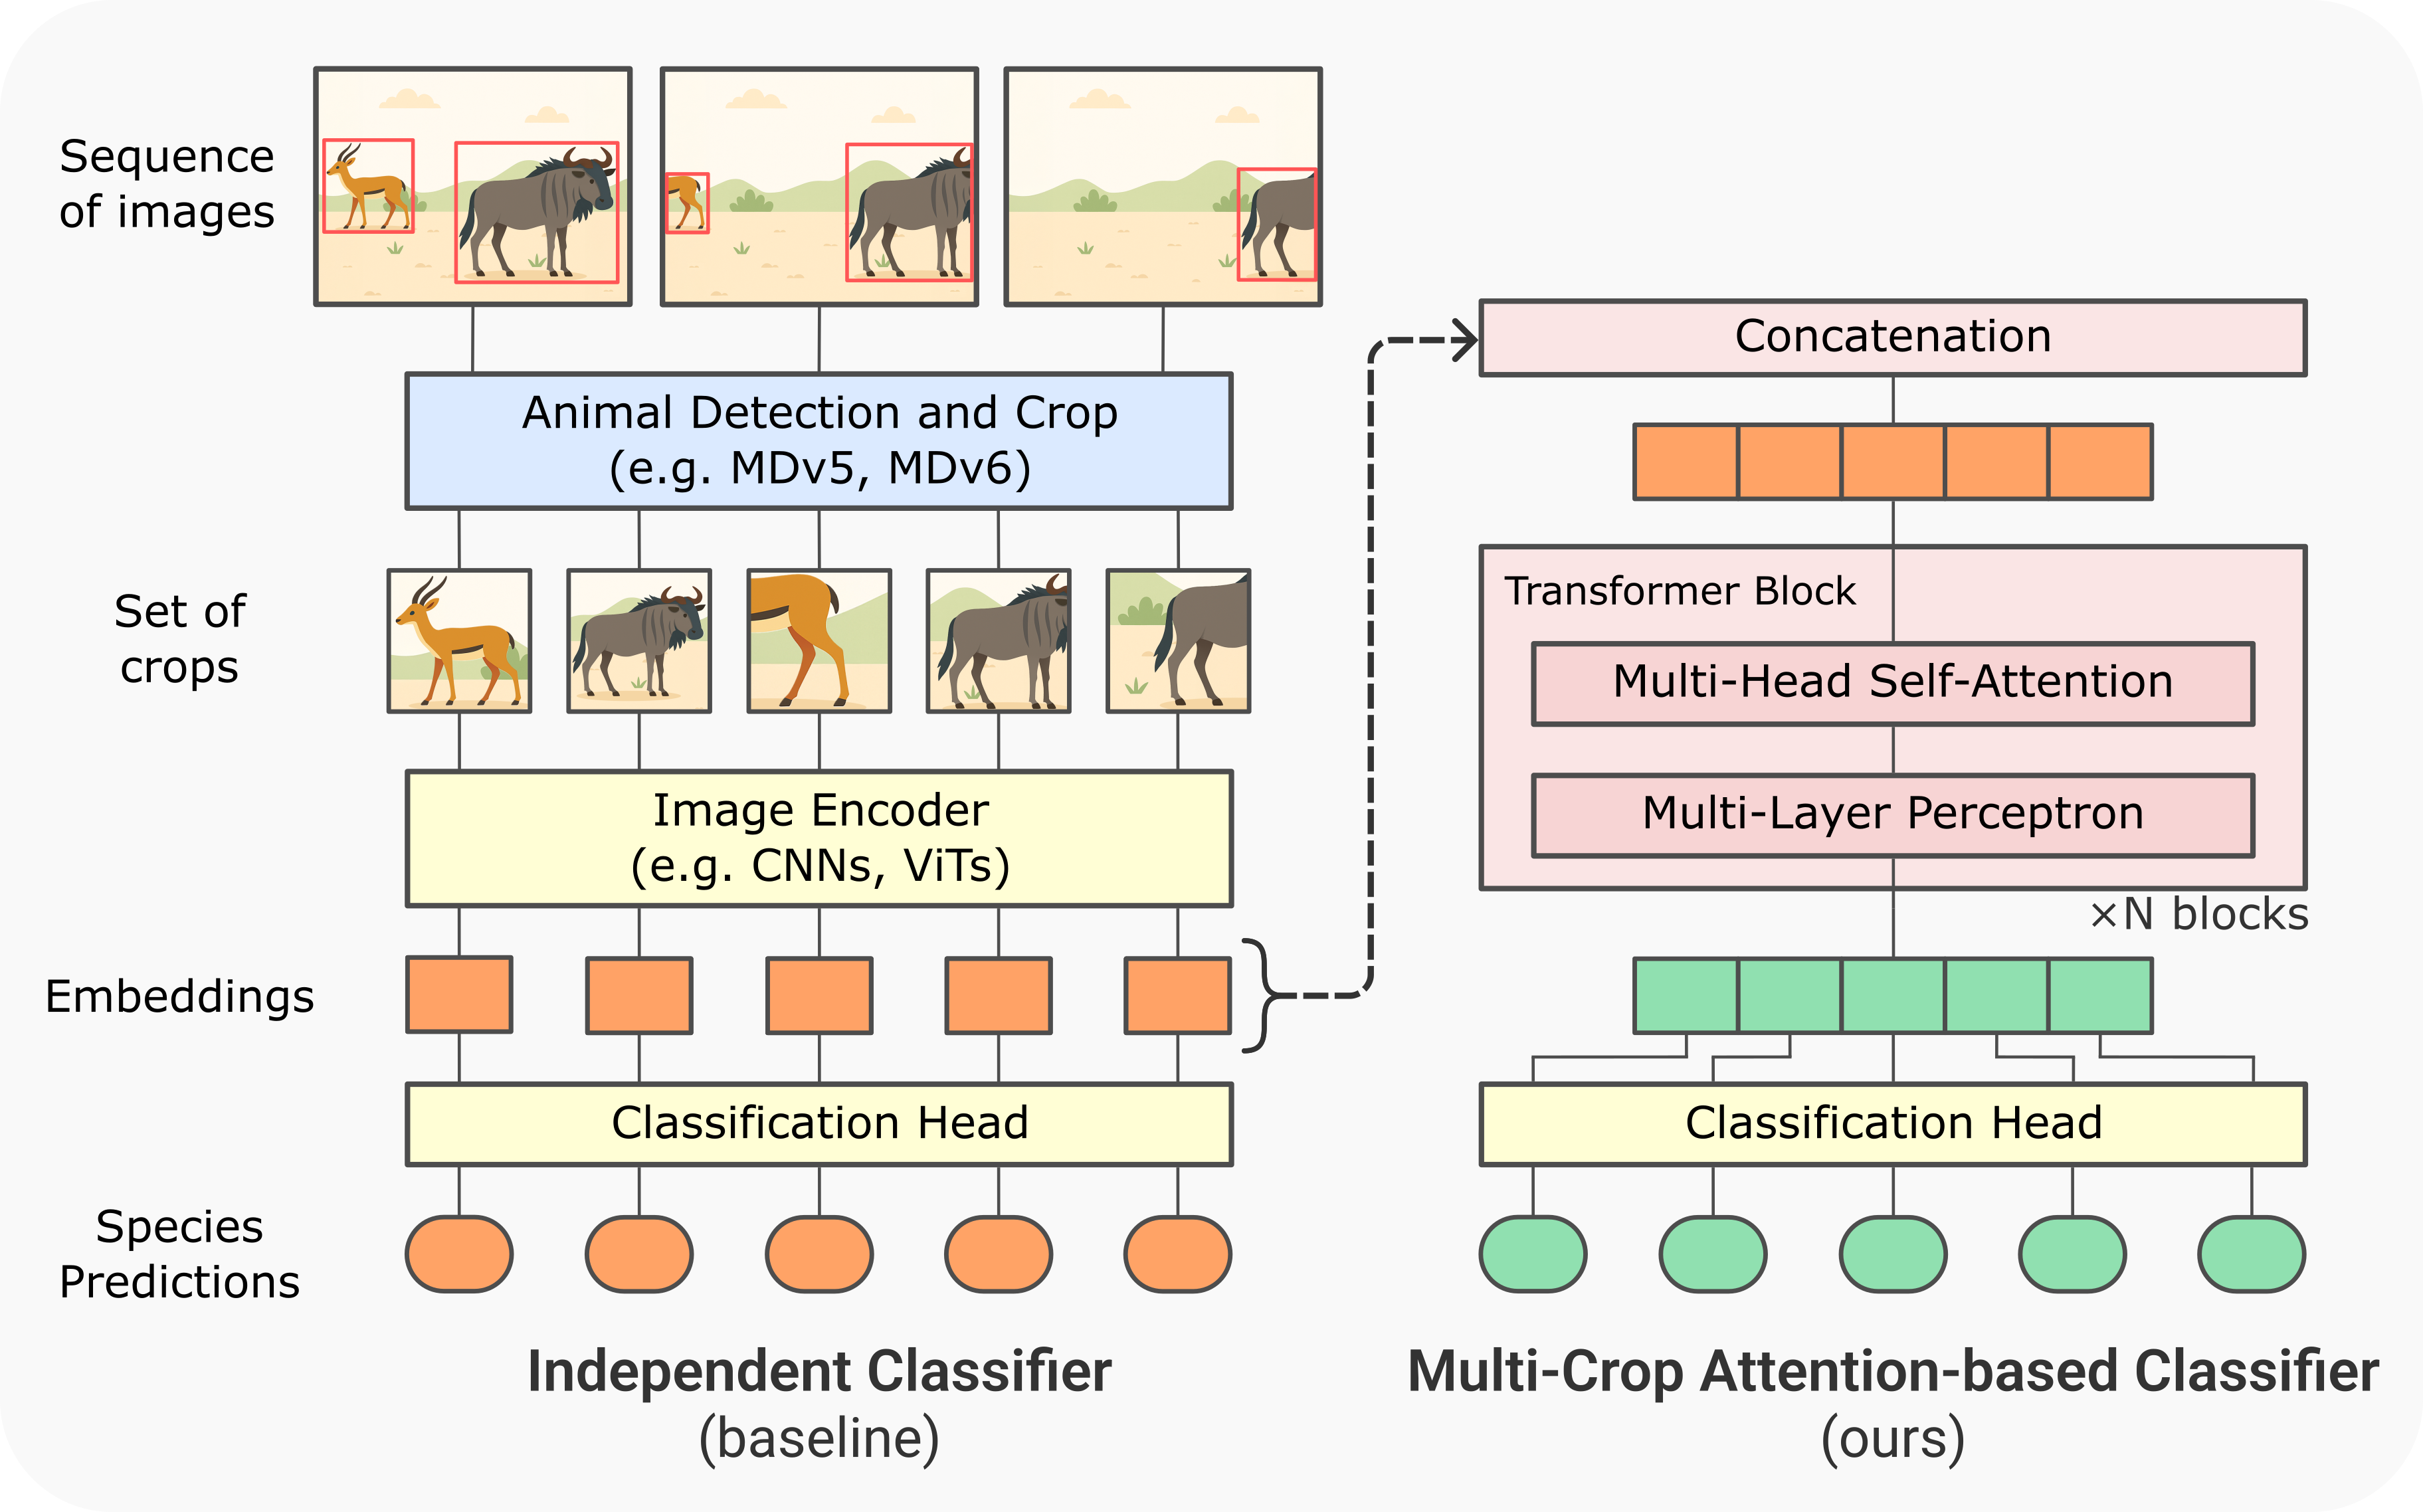 Sequence
of images
Animal Detection and Crop
(e.g. MDv5, MDv6)
Set of
crops
Image Encoder
(e.g. CNNs, ViTs)
Embeddings
Classification Head
Species
Predictions
Independent Classifier
(baseline)
Concatenation
Transformer Block
Multi-Head Self-Attention
Multi-Layer Perceptron
×N blocks
Classification Head
Multi-Crop Attention-based Classifier
(ours)